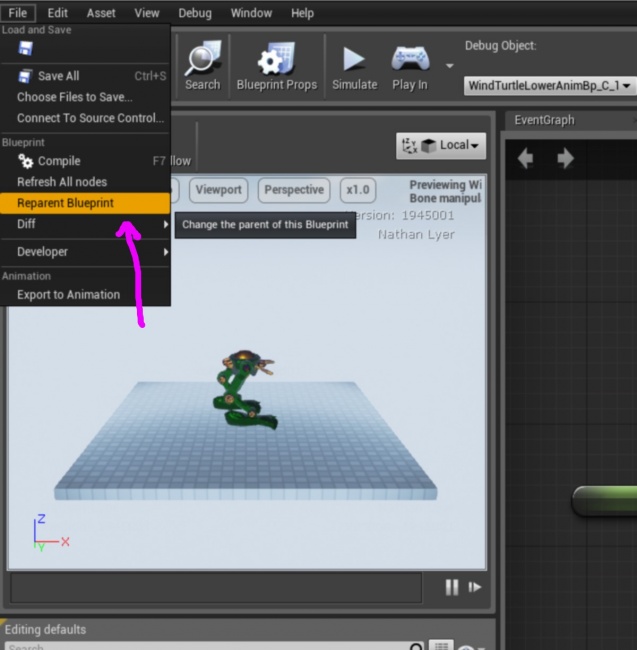 File Edit Asset View Debug Window Help
Load and Save
Save All Ctrl+S
Choose Files to Save...
Connect To Source Control...
Blueprint
Compile F7
Refresh All nodes
Reparent Blueprint
Diff
Developer
Animation
Export to Animation
Search Blueprint Props Simulate Play In
Debug Object:
WindTurtleLowerAnimBp_C_1
llow
Local
Viewport Perspective x1.0
Previewing Wi
Bone manipul
Change the parent of this Blueprint
ersion: 1945001
Nathan Lyer
Z
X
Y
EventGraph
Editing defaults
Search